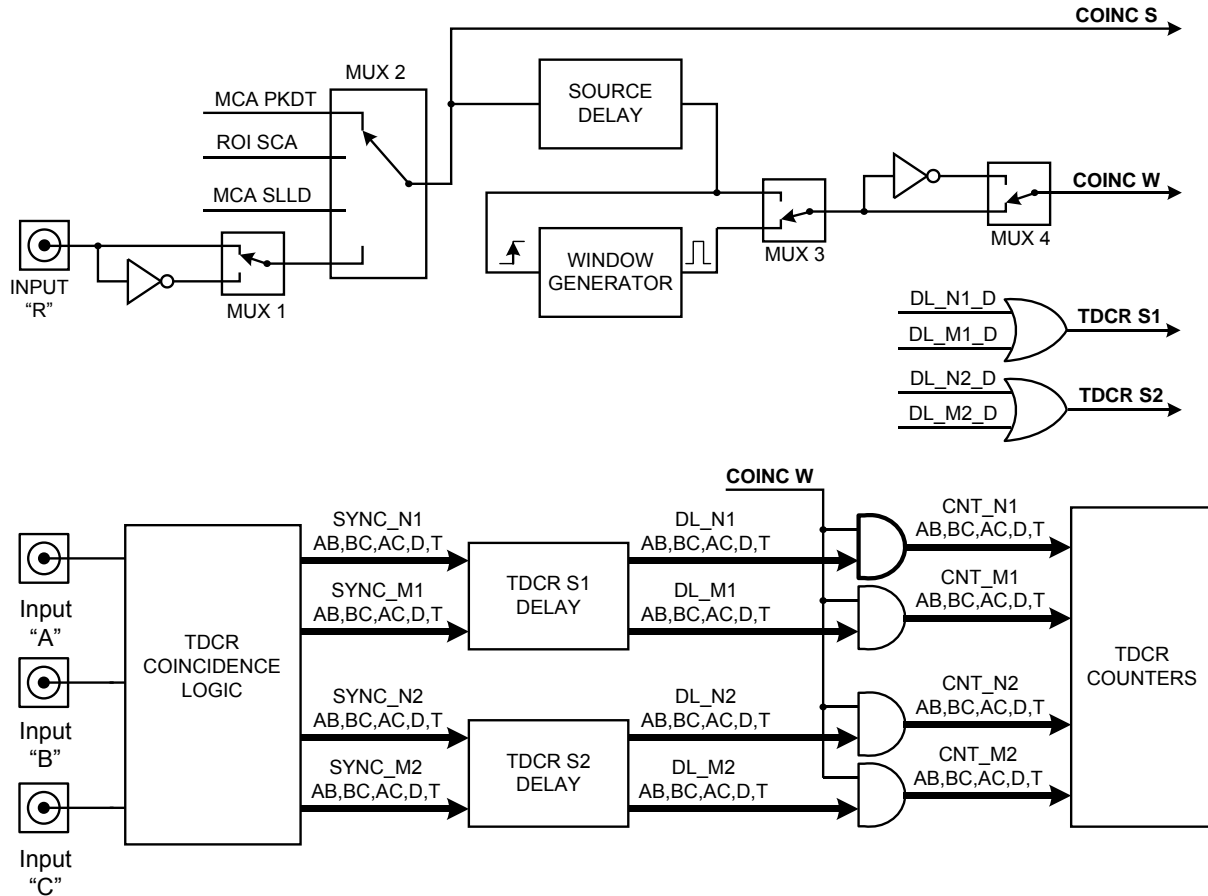 COINC S
MUX 2
MCA PKDT
ROI SCA
MCA SLLD
SOURCE
DELAY
INPUT
“R”
MUX 1
WINDOW
GENERATOR
MUX 3
COINC W
MUX 4
DL_N1_D
DL_M1_D
TDCR S1
DL_N2_D
DL_M2_D
TDCR S2
COINC W
Input
“A”
Input
“B”
Input
“C”
TDCR
COINCIDENCE
LOGIC
SYNC_N1
AB,BC,AC,D,T
SYNC_M1
AB,BC,AC,D,T
SYNC_N2
AB,BC,AC,D,T
SYNC_M2
AB,BC,AC,D,T
TDCR S1
DELAY
TDCR S2
DELAY
DL_N1
AB,BC,AC,D,T
DL_M1
AB,BC,AC,D,T
DL_N2
AB,BC,AC,D,T
DL_M2
AB,BC,AC,D,T
CNT_N1
AB,BC,AC,D,T
CNT_M1
AB,BC,AC,D,T
CNT_N2
AB,BC,AC,D,T
CNT_M2
AB,BC,AC,D,T
TDCR
COUNTERS